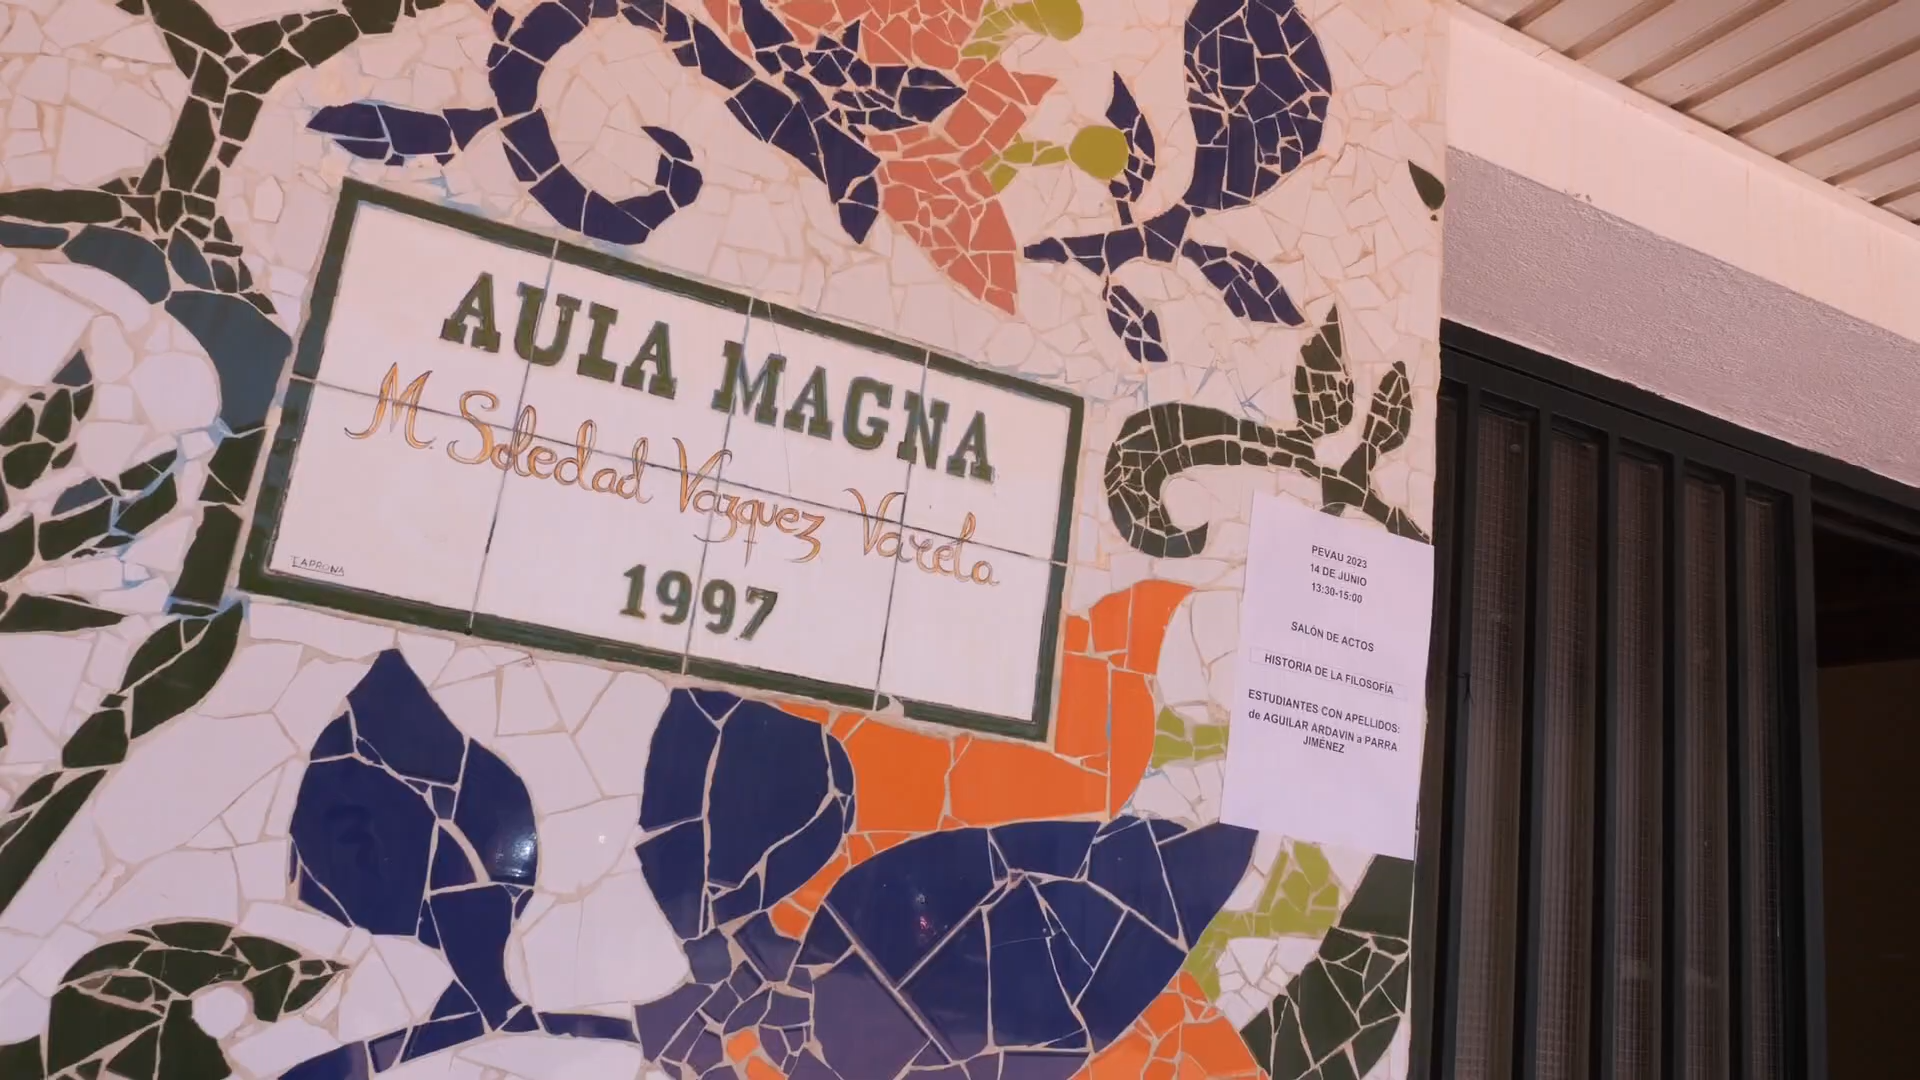 AULA MAGNA
M. Soledad Vazquez Varela
1997
TAPRONA
PEVAU 2023
14 DE JUNIO
13:30-15:00
SALÓN DE ACTOS
HISTORIA DE LA FILOSOFÍA
ESTUDIANTES CON APELLIDOS:
de AGUILAR ARDAVIN a PARRA
JIMÉNEZ